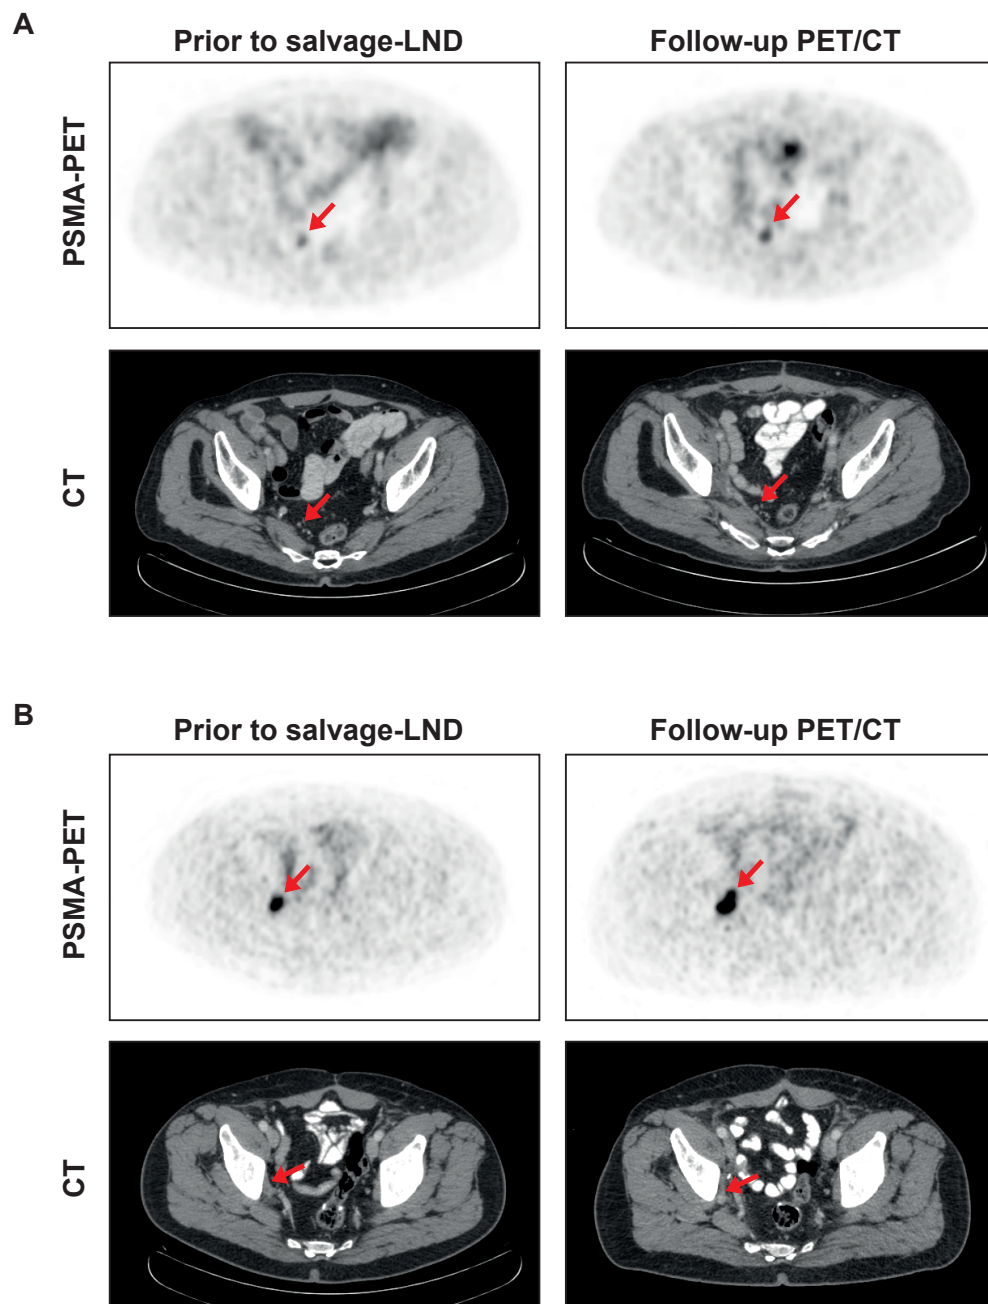 A
Prior to salvage-LND
Follow-up PET/CT
PSMA-PET
CT
B
Prior to salvage-LND
Follow-up PET/CT
PSMA-PET
CT